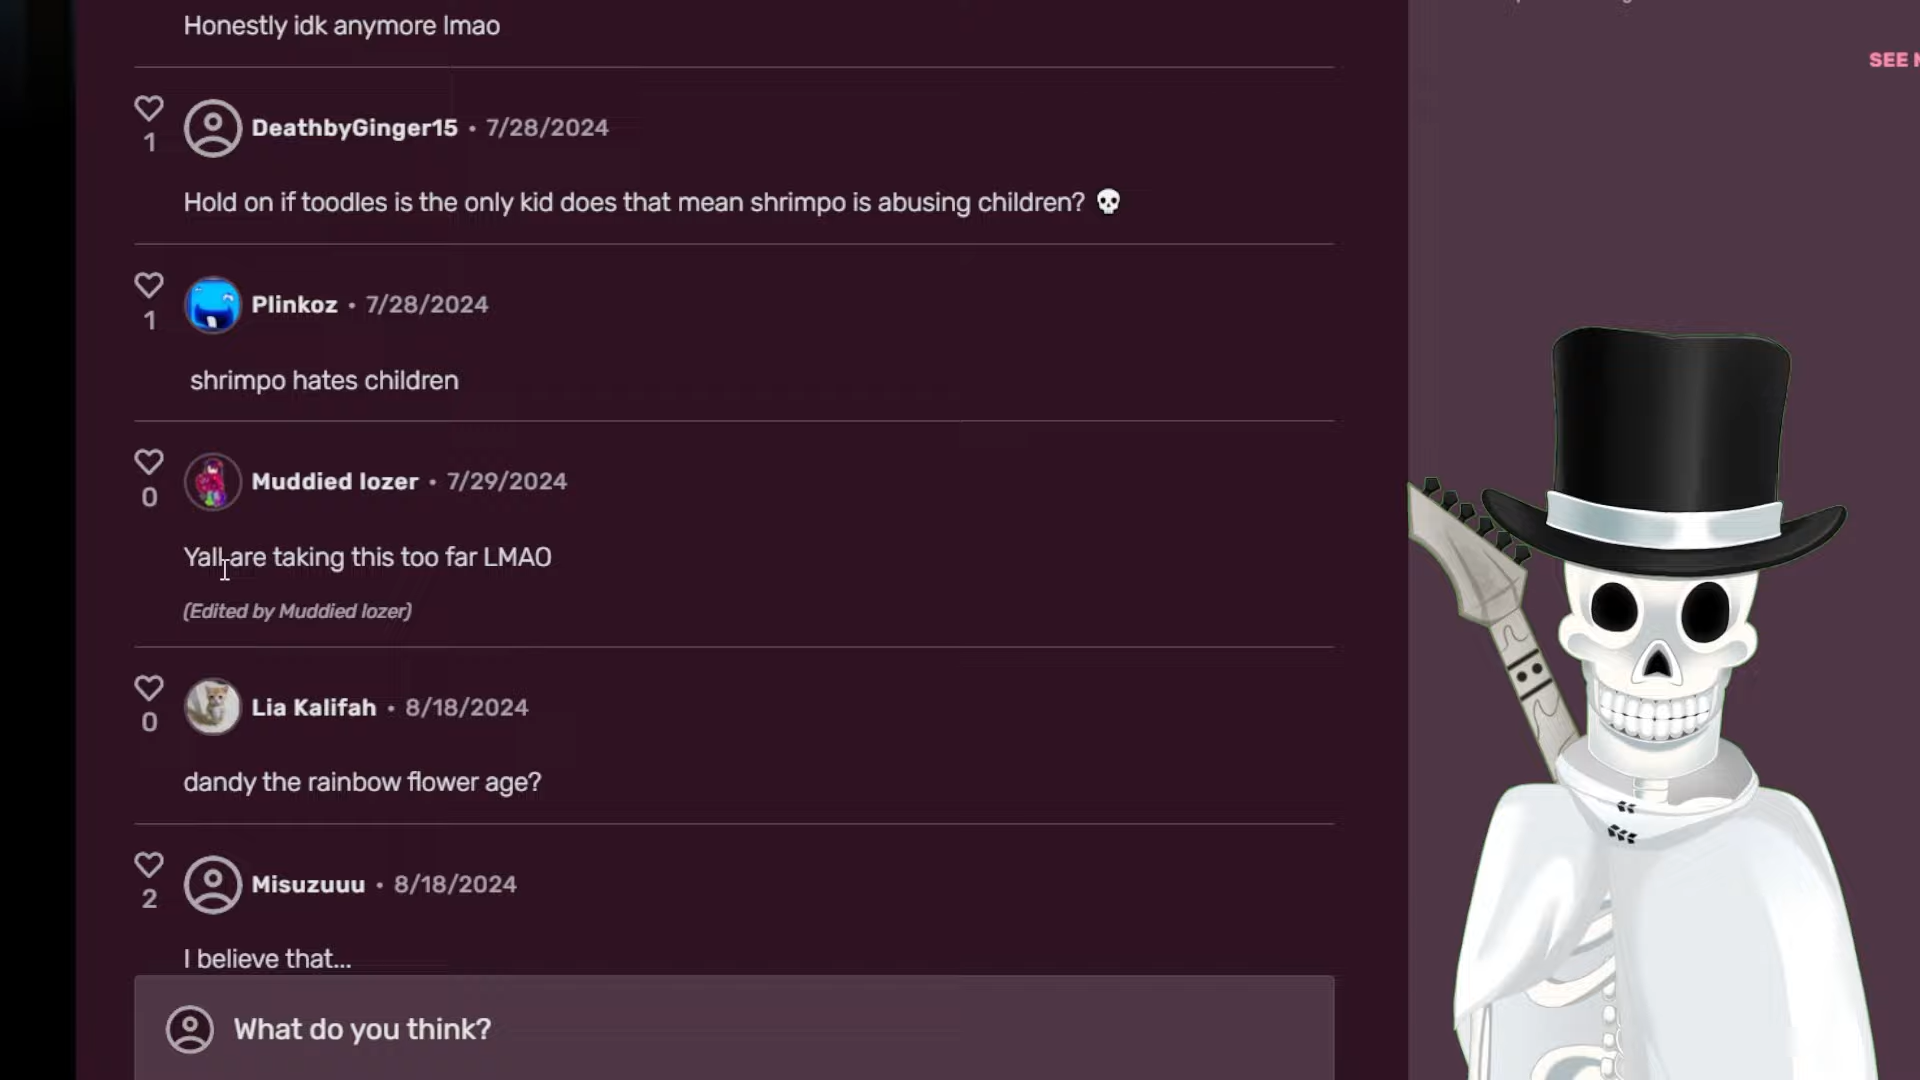 Honestly idk anymore lmao
SEE
1
DeathbyGinger15 • 7/28/2024
Hold on if toodles is the only kid does that mean shrimpo is abusing children? 💀
1
Plinkoz • 7/28/2024
shrimpo hates children
0
Muddied lozer • 7/29/2024
Yall are taking this too far LMAO
(Edited by Muddied lozer)
0
Lia Kalifah • 8/18/2024
dandy the rainbow flower age?
2
Misuzuuu • 8/18/2024
I believe that...
What do you think?